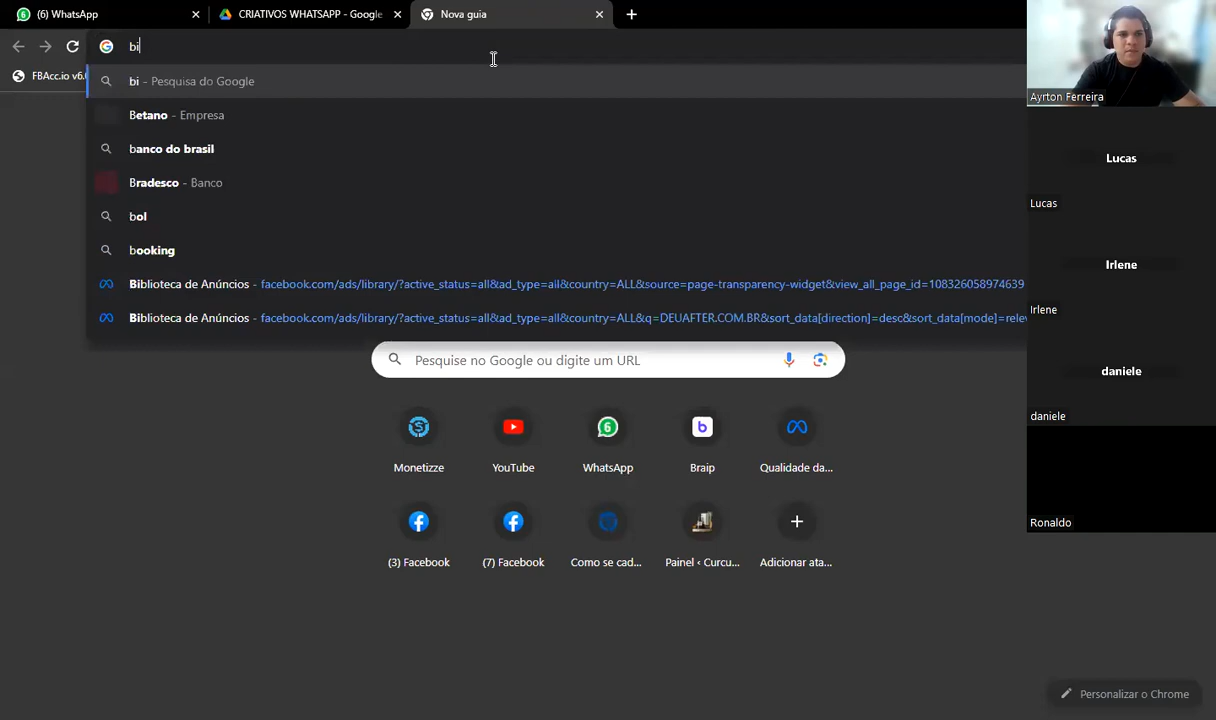 (6) WhatsApp
CRIATIVOS WHATSAPP - Google
Nova guia
bi
FBAcc.io v6.0
bi - Pesquisa do Google
Betano - Empresa
banco do brasil
Bradesco - Banco
bol
booking
Biblioteca de Anúncios - facebook.com/ads/library/?active_status=all&ad_type=all&country=ALL&source=page-transparency-widget&view_all_page_id=108326058974639
Biblioteca de Anúncios - facebook.com/ads/library/?active_status=all&ad_type=all&country=ALL&q=DEUAFTER.COM.BR&sort_data[direction]=desc&sort_data[mode]=relev
Pesquise no Google ou digite um URL
6
b
Monetizze
YouTube
WhatsApp
Braip
Qualidade da...
(3) Facebook
(7) Facebook
Como se cad...
Painel ‹ Curcu...
Adicionar ata...
Personalizar o Chrome
Ayrton Ferreira
Lucas
Lucas
Irlene
Irlene
daniele
daniele
Ronaldo